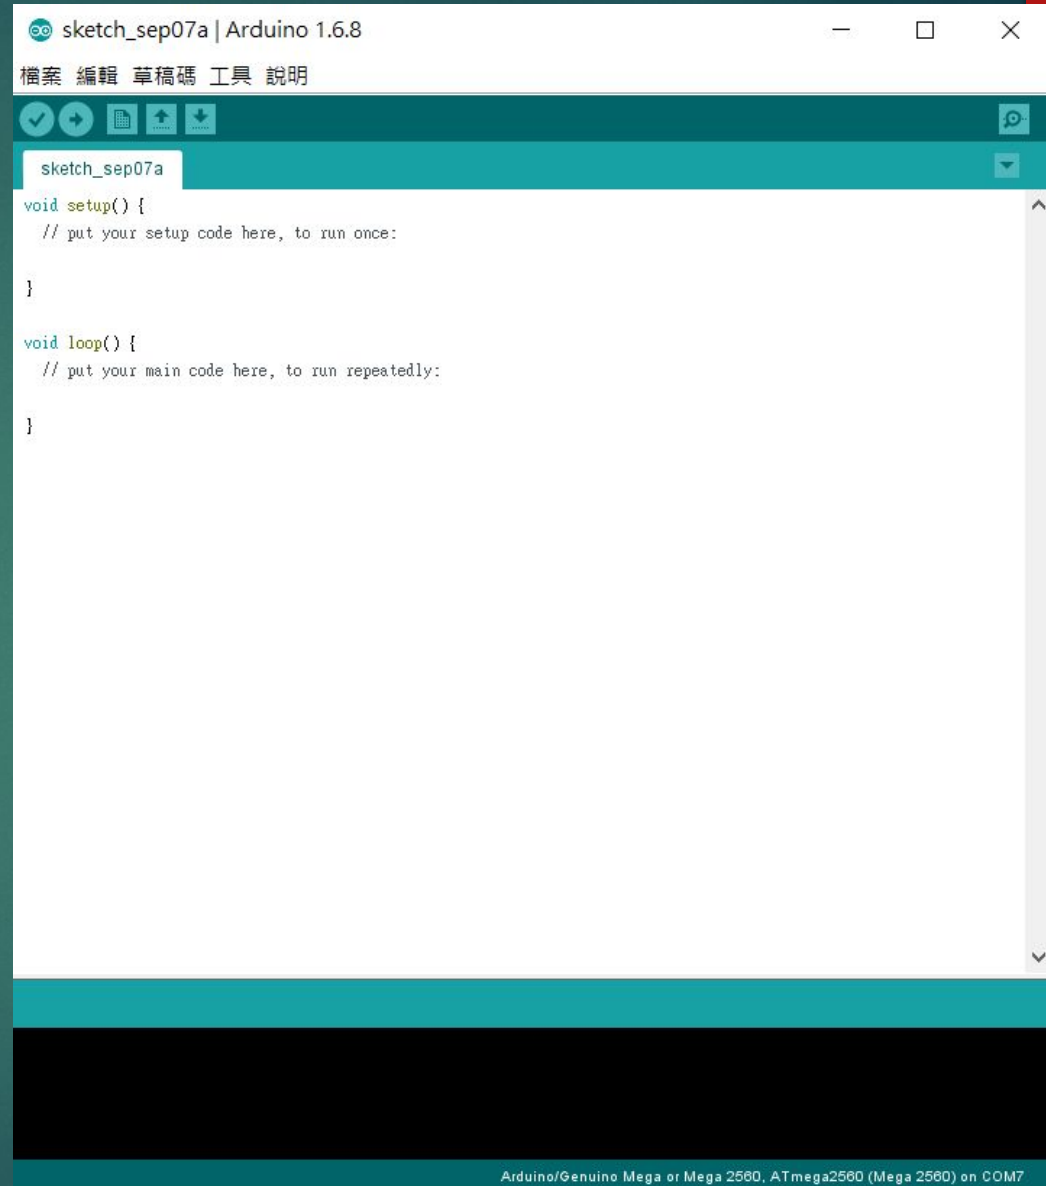 sketch_sep07a | Arduino 1.6.8
檔案 編輯 草稿碼 工具 說明
sketch_sep07a
void setup() {
  // put your setup code here, to run once:
}
void loop() {
  // put your main code here, to run repeatedly:
}
Arduino/Genuino Mega or Mega 2560, ATmega2560 (Mega 2560) on COM7